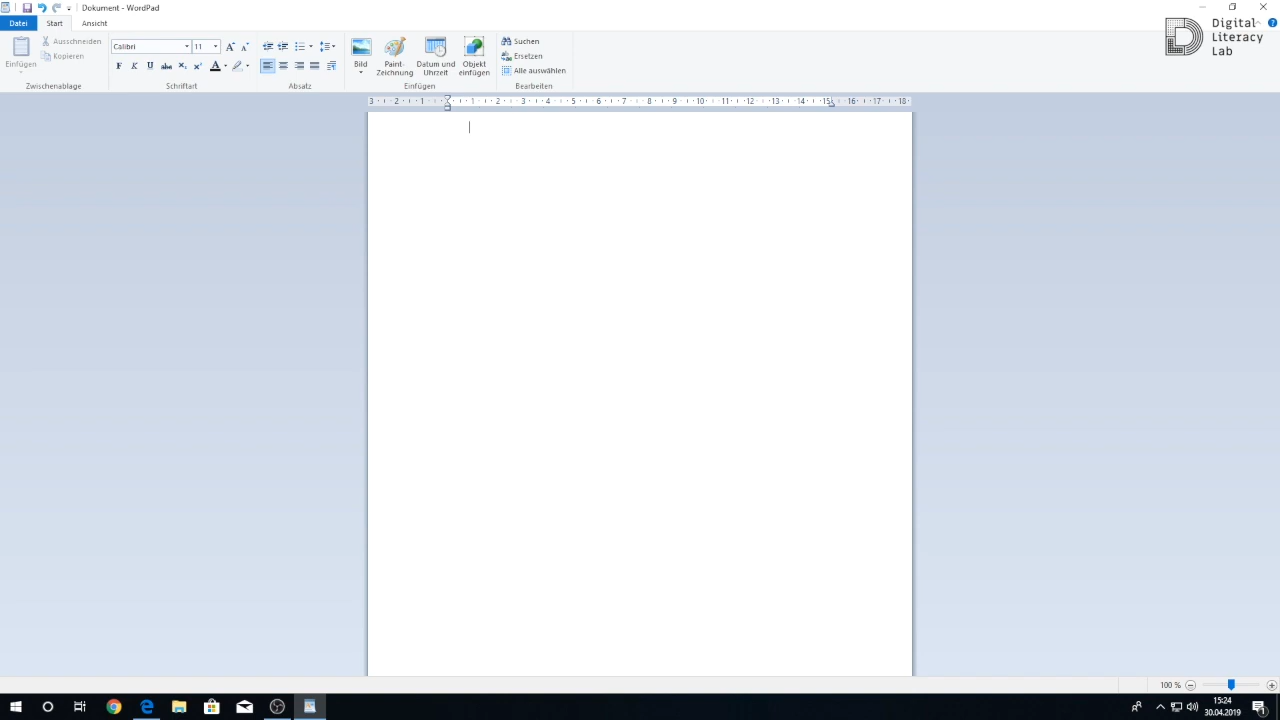 Dokument - WordPad
Datei Start Ansicht
Digital
Literacy
Lab
Einfügen
Ausschneiden
Kopieren
Zwischenablage
Calibri 11
F K U abc X₂ X² A
Schriftart
Absatz
Bild
Paint-
Zeichnung
Datum und
Uhrzeit
Objekt
einfügen
Einfügen
Suchen
Ersetzen
Alle auswählen
Bearbeiten
3 2 1 1 2 3 4 5 6 7 8 9 10 11 12 13 14 15 16 17 18
100 %
15:24
30.04.2019